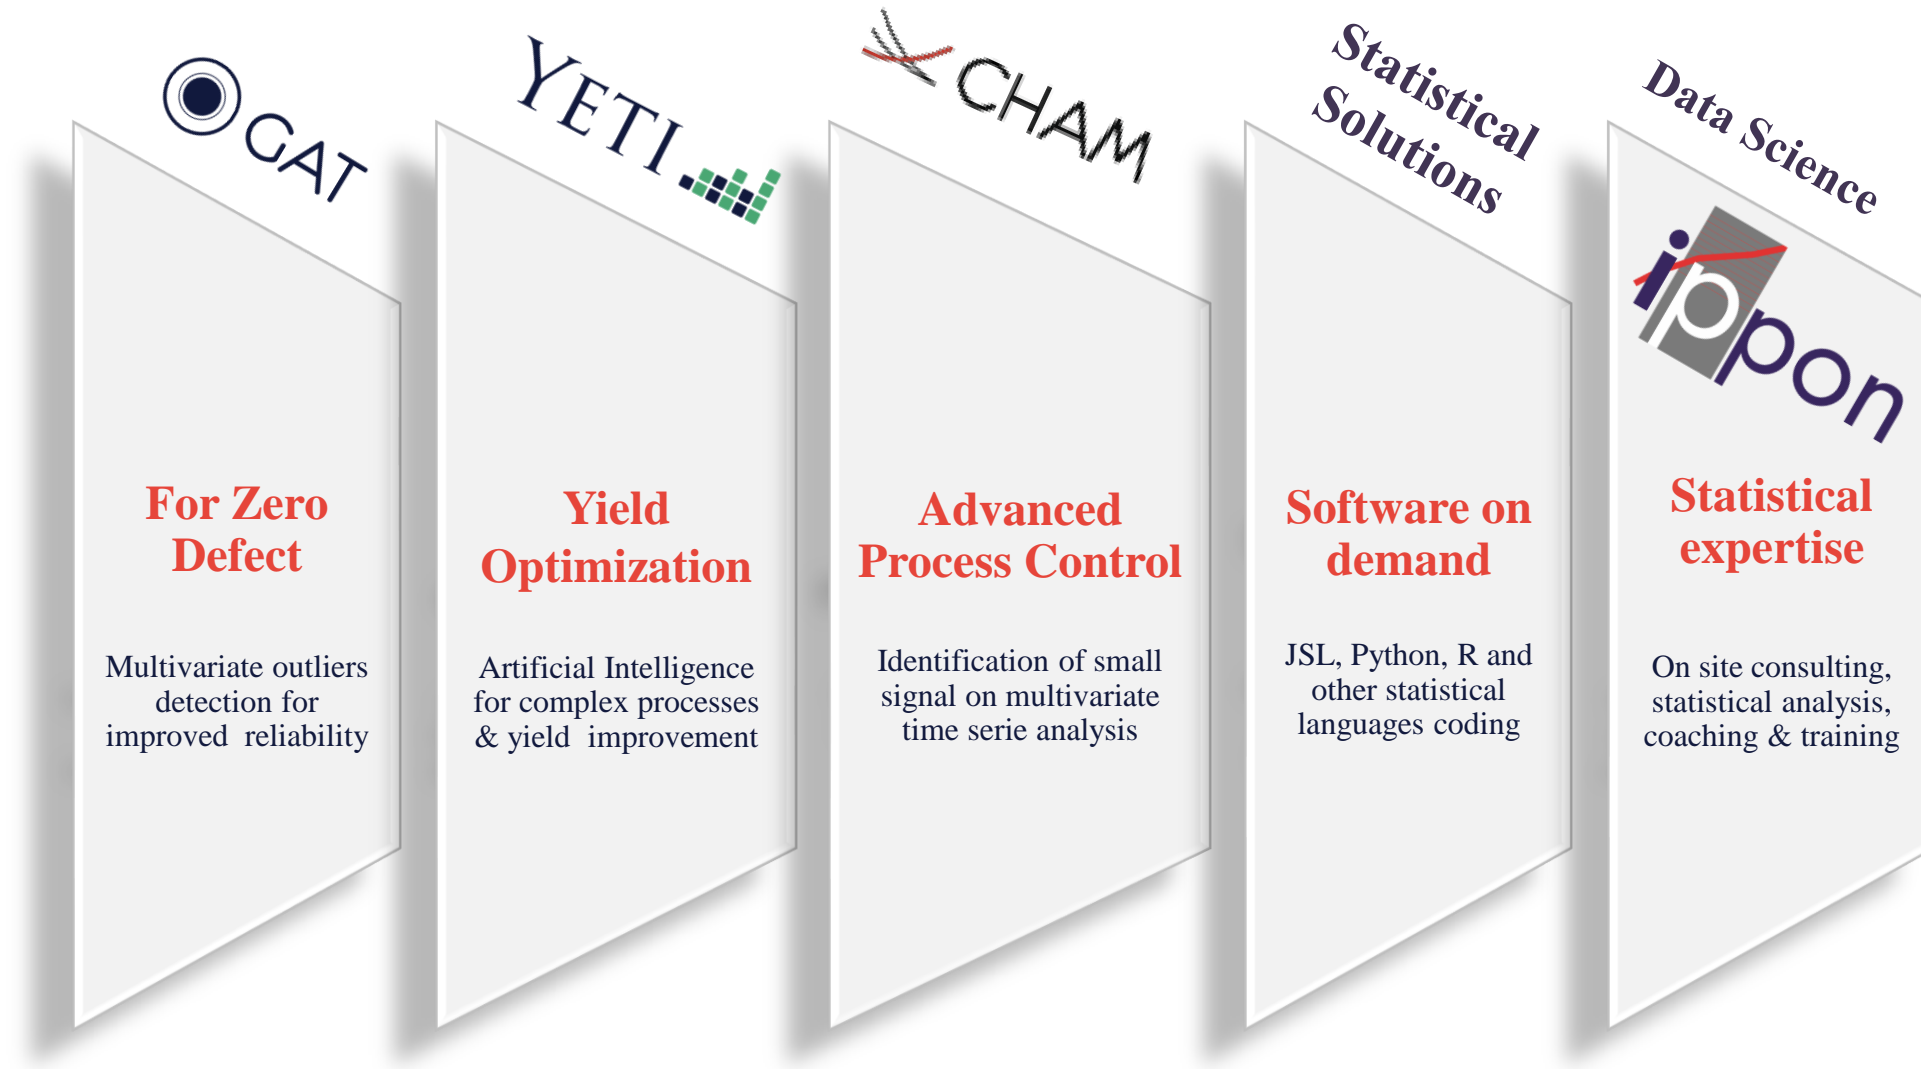 GAT
For Zero
Defect
Multivariate outliers
detection for
improved reliability
YETI
Yield
Optimization
Artificial Intelligence
for complex processes
& yield improvement
CHAM
Advanced
Process Control
Identification of small
signal on multivariate
time serie analysis
Statistical
Solutions
Software on
demand
JSL, Python, R and
other statistical
languages coding
Data Science
ippon
Statistical
expertise
On site consulting,
statistical analysis,
coaching & training